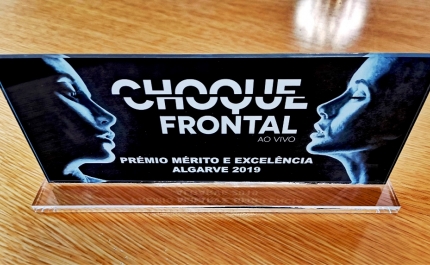 CHOQUE
FRONTAL
AO VIVO
PRÉMIO MÉRITO E EXCELÊNCIA
ALGARVE 2019